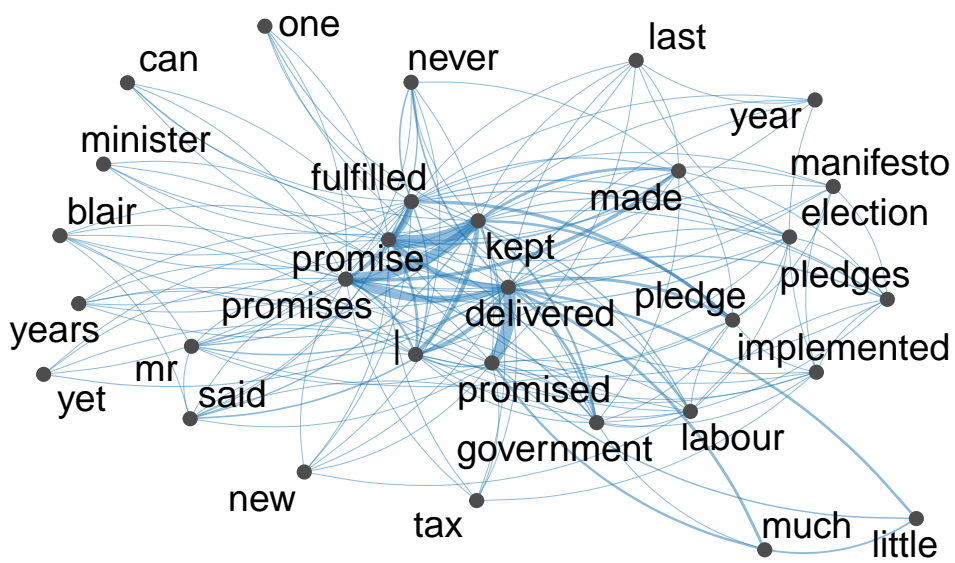 one
can
never
last
year
minister
manifesto
fulfilled
made
blair
election
kept
promise
pledges
promises
delivered
pledge
years
|
implemented
mr
promised
yet
said
government
labour
new
tax
much
little